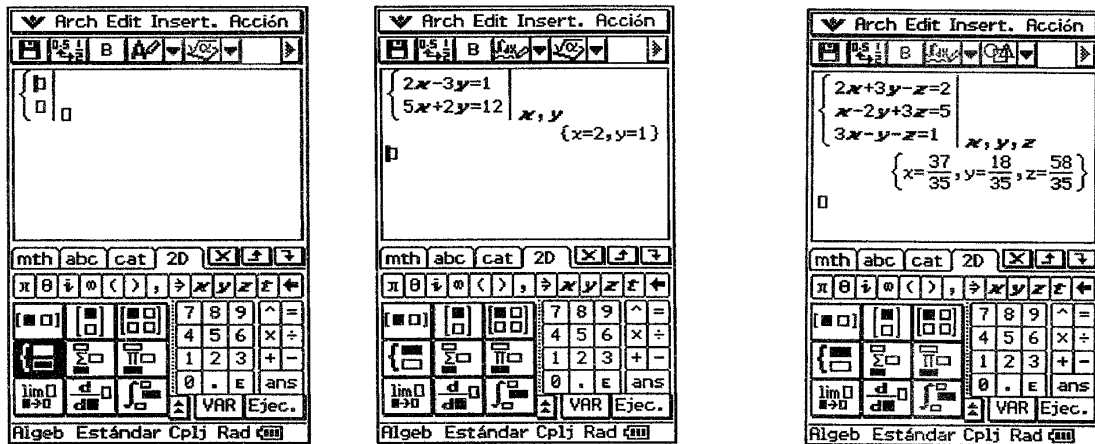 Arch Edit Insert. Acción
B
mth abc cat 2D
π θ i ∞ ( ) , ⇒ x y z t ←
7 8 9 ^ =
4 5 6 × ÷
1 2 3 + −
0 . E ans
Σ Π
lim d/d ∫
VAR Ejec.
Algeb Estándar Cplj Rad
Arch Edit Insert. Acción
B
2x-3y=1
5x+2y=12 x, y
{x=2,y=1}
mth abc cat 2D
π θ i ∞ ( ) , ⇒ x y z t ←
7 8 9 ^ =
4 5 6 × ÷
1 2 3 + −
0 . E ans
Σ Π
lim d/d ∫
VAR Ejec.
Algeb Estándar Cplj Rad
Arch Edit Insert. Acción
B
2x+3y-z=2
x-2y+3z=5
3x-y-z=1 x, y, z
{x=37/35, y=18/35, z=58/35}
mth abc cat 2D
π θ i ∞ ( ) , ⇒ x y z t ←
7 8 9 ^ =
4 5 6 × ÷
1 2 3 + −
0 . E ans
Σ Π
lim d/d ∫
VAR Ejec.
Algeb Estándar Cplj Rad